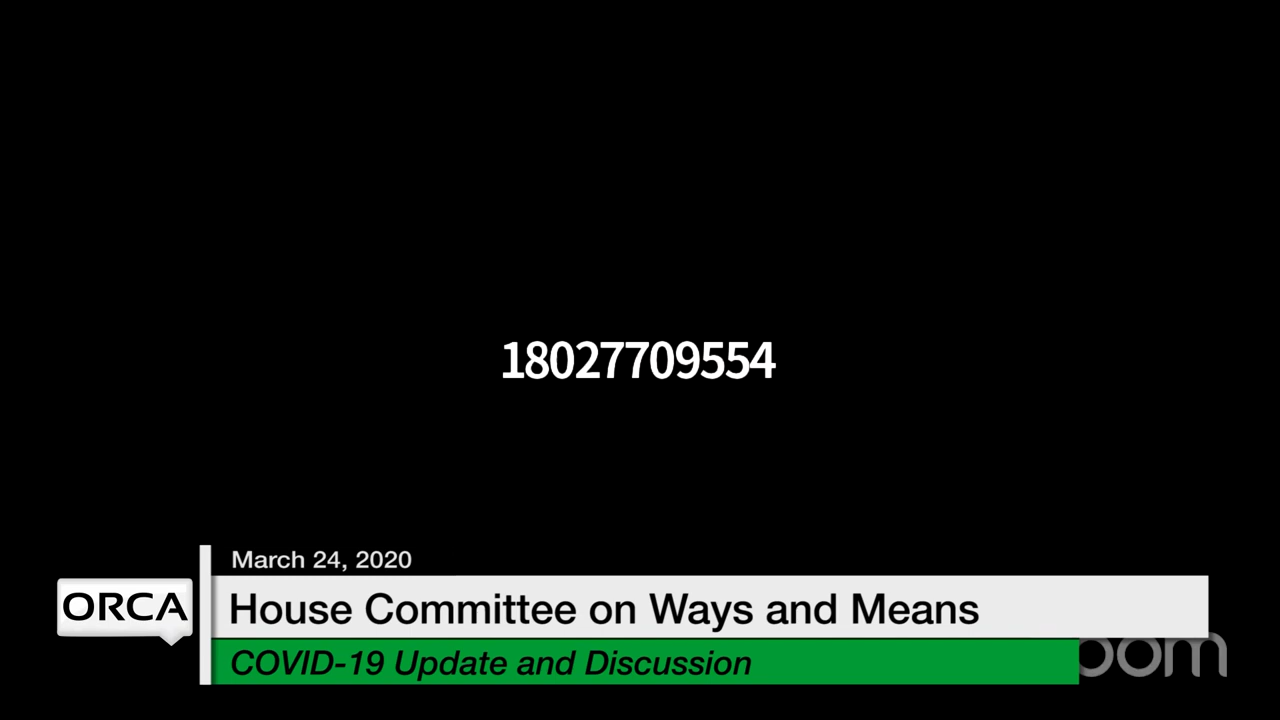 18027709554
March 24, 2020
ORCA
House Committee on Ways and Means
COVID-19 Update and Discussion